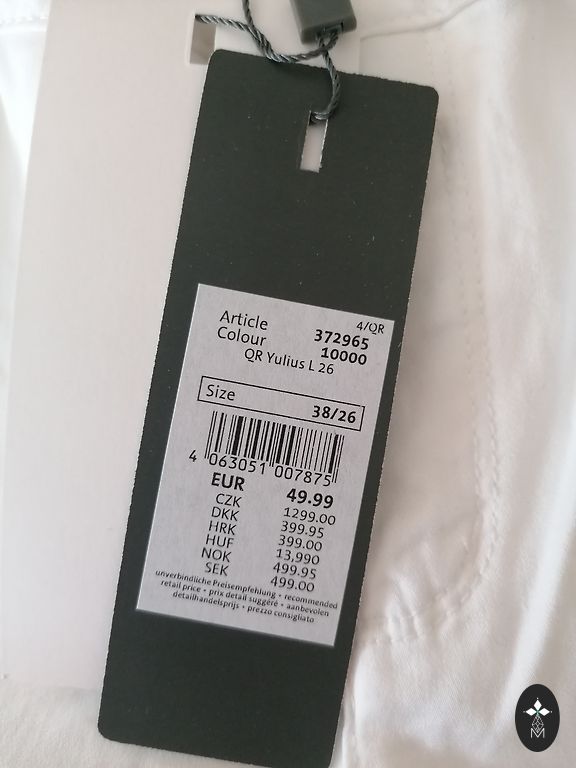 4/QR
Article 372965
Colour 10000
QR Yulius L 26
Size 38/26
4 063051 007875
EUR 49.99
CZK 1299.00
DKK 399.95
HRK 399.00
HUF 13,990
NOK 499.95
SEK 499.00
unverbindliche Preisempfehlung • recommended
retail price • prix detail suggéré • aanbevolen
detailhandelsprijs • prezzo consigliato
M